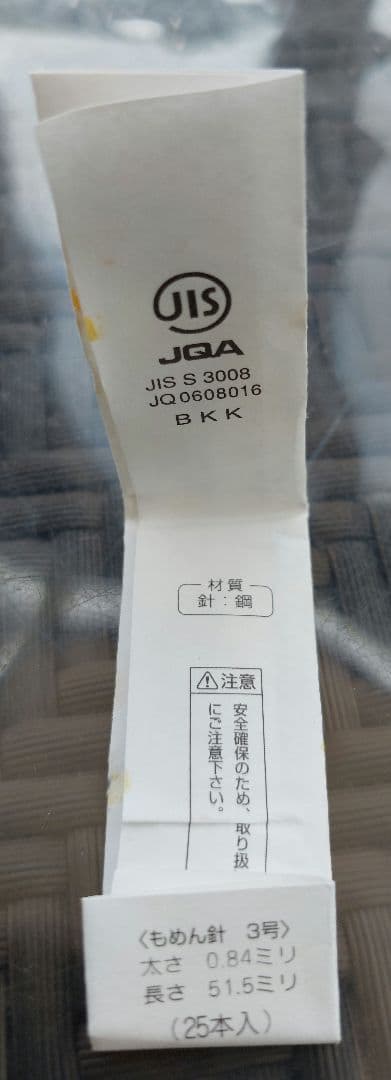 JIS
JQA
JIS S 3008
JQ0608016
BKK
材質
針:鋼
注意
安全確保のため、取り扱
にご注意下さい。
〈もめん針 3号〉
太さ 0.84ミリ
長さ 51.5ミリ
(25本入)